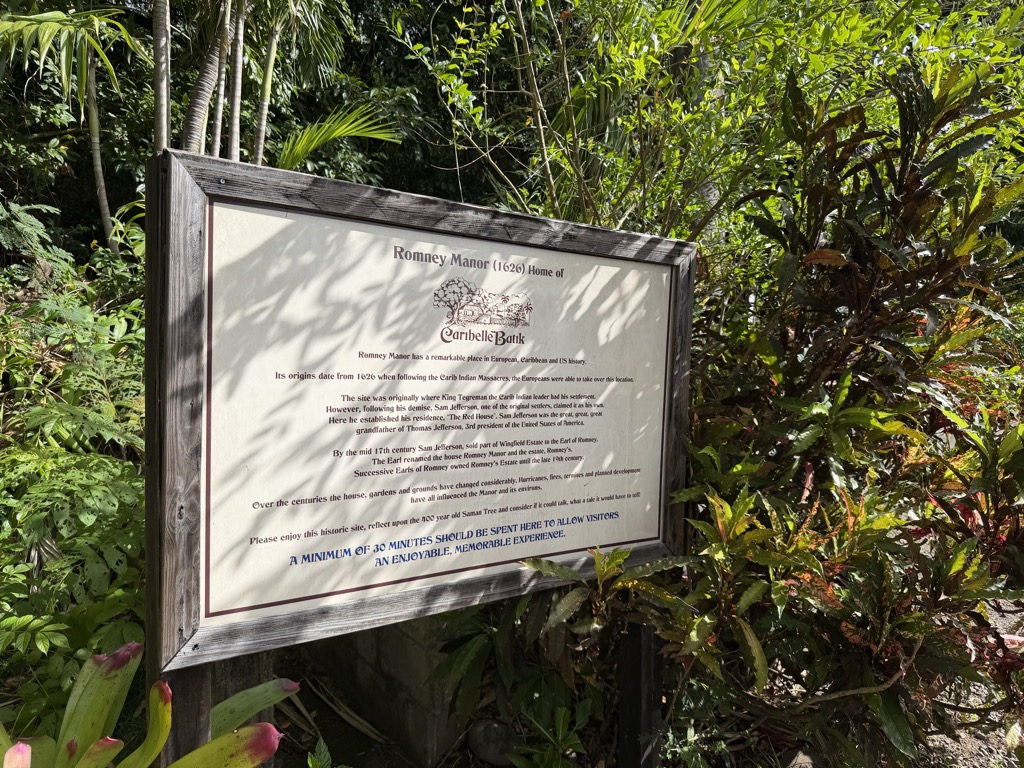 Romney Manor (1626) Home of
Caribelle Batik
Romney Manor has a remarkable place in European, Caribbean and US history.
Its origins date from 1626 when following the Carib Indian Massacres, the Europeans were able to take over this location.
The site was originally where King Tegreman the Carib Indian leader had his settlement.
However, following his demise, Sam Jefferson, one of the original settlers, claimed it as his own.
Here he established his residence, 'The Red House'. Sam Jefferson was the great, great, great
grandfather of Thomas Jefferson, 3rd president of the United States of America.
By the mid 17th century Sam Jefferson, sold part of Wingfield Estate to the Earl of Romney.
The Earl renamed the house Romney Manor and the estate, Romney's.
Successive Earls of Romney owned Romney's Estate until the late 19th century.
Over the centuries the house, gardens and grounds have changed considerably. Hurricanes, fires, termites and planned development
have all influenced the Manor and its environs.
Please enjoy this historic site, reflect upon the 400 year old Saman Tree and consider if it could talk, what a tale it would have to tell!
A MINIMUM OF 30 MINUTES SHOULD BE SPENT HERE TO ALLOW VISITORS
AN ENJOYABLE, MEMORABLE EXPERIENCE.